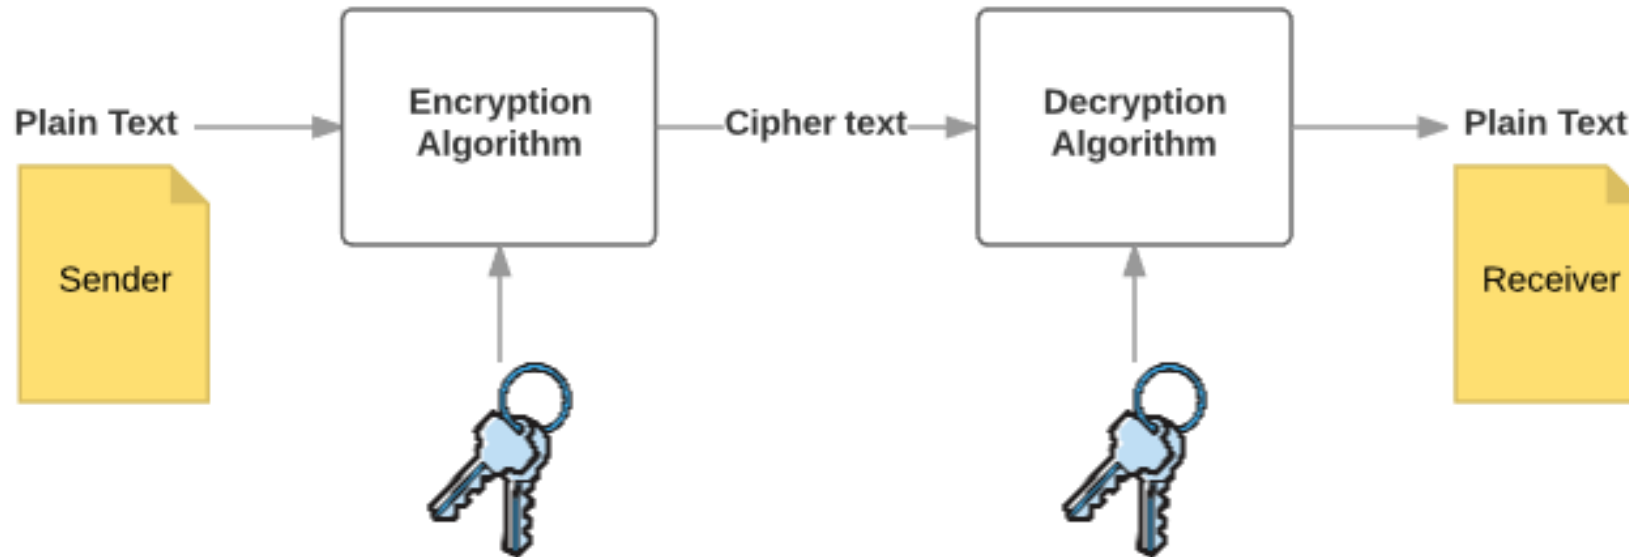 Plain Text
Encryption
Algorithm
Cipher text
Decryption
Algorithm
Plain Text
Sender
Receiver